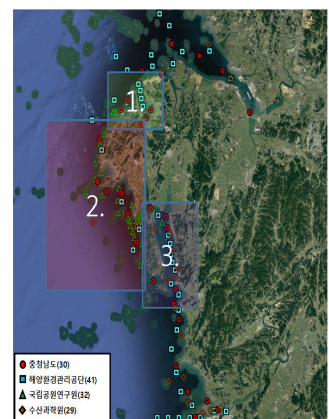 1.
2.
3.
충청남도(30)
해양환경관리공단(41)
국립공원연구원(32)
수산과학원(29)